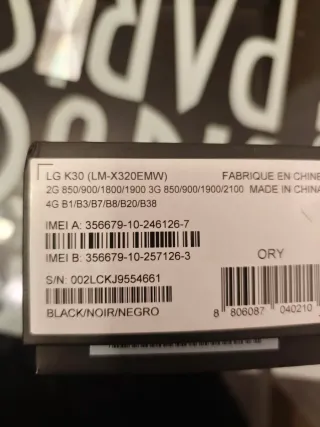 LG K30 (LM-X320EMW)
FABRIQUE EN CHINE
2G 850/900/1800/1900 3G 850/900/1900/2100
MADE IN CHINA
4G B1/B3/B7/B8/B20/B38
IMEI A: 356679-10-246126-7
IMEI B: 356679-10-257126-3
ORY
S/N: 002LCKJ9554661
8 806087 040210
BLACK/NOIR/NEGRO